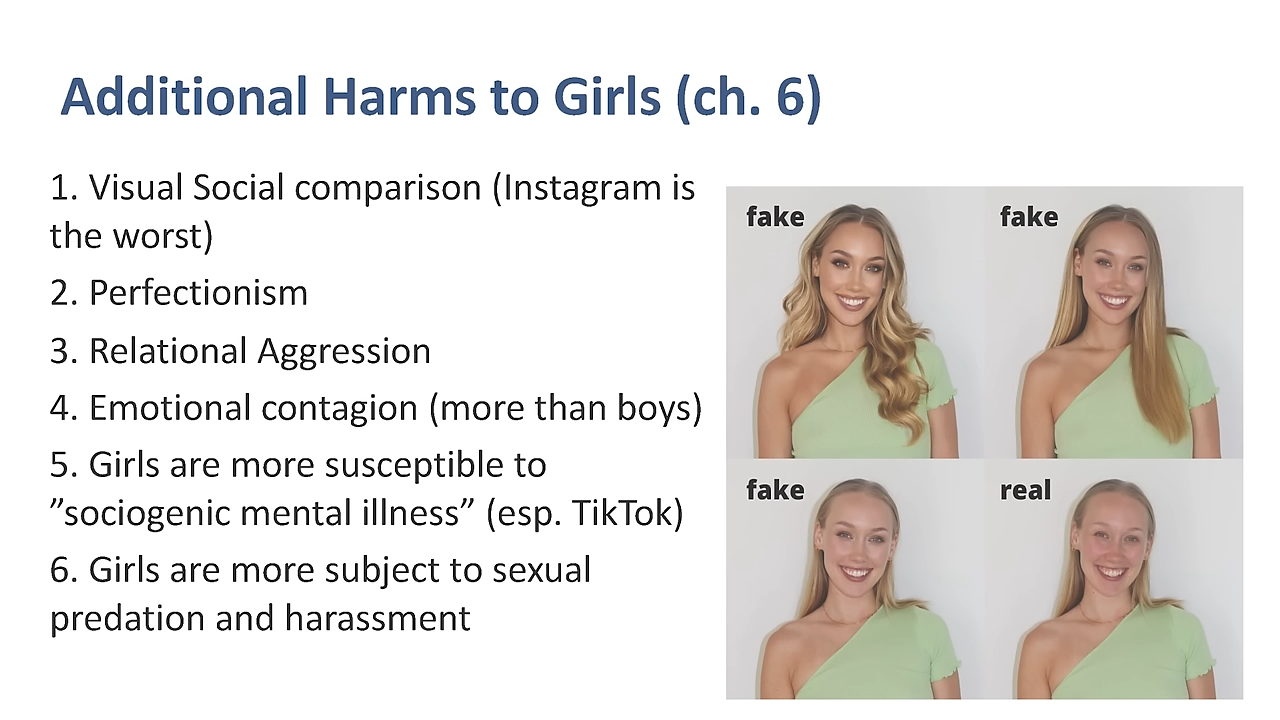 Additional Harms to Girls (ch. 6)
1. Visual Social comparison (Instagram is
the worst)
2. Perfectionism
3. Relational Aggression
4. Emotional contagion (more than boys)
5. Girls are more susceptible to
”sociogenic mental illness” (esp. TikTok)
6. Girls are more subject to sexual
predation and harassment
fake
fake
fake
real